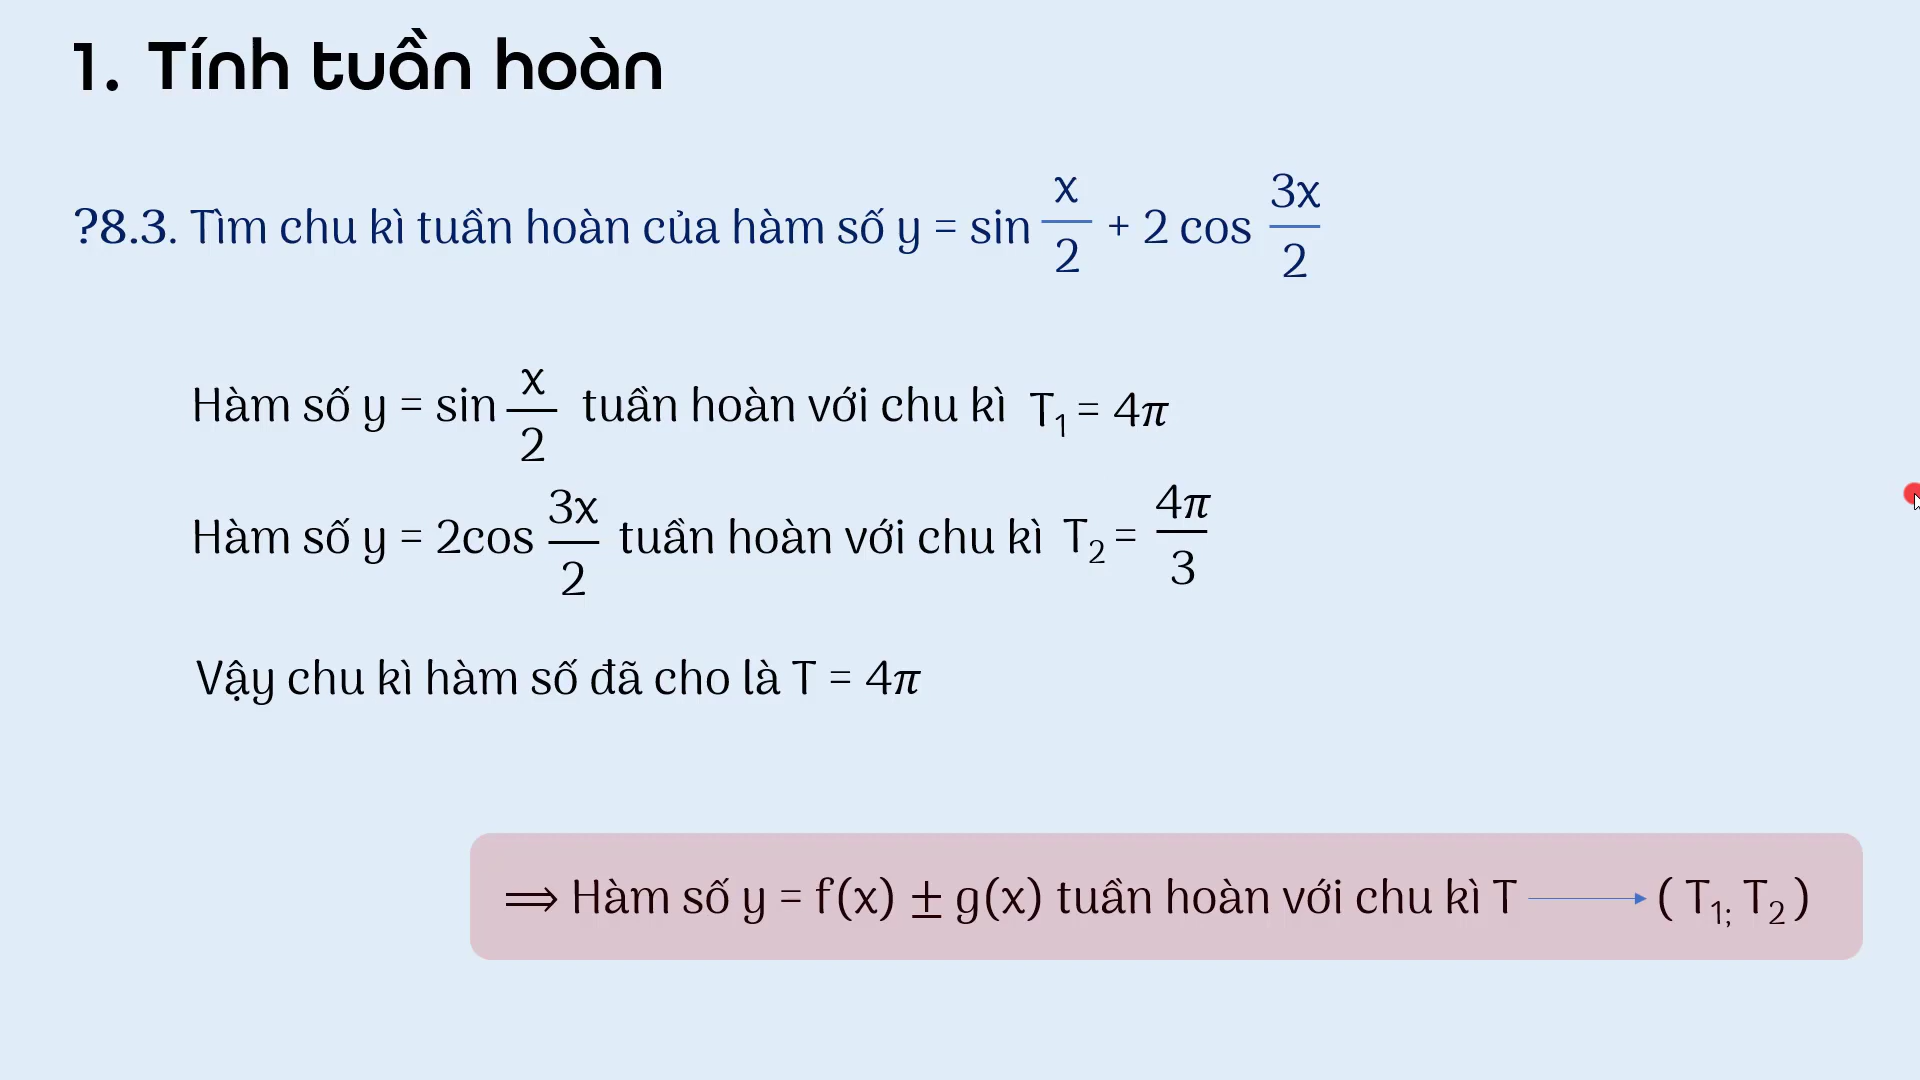 1. Tính tuần hoàn
?8.3. Tìm chu kì tuần hoàn của hàm số y = sin x/2 + 2 cos 3x/2
Hàm số y = sin x/2 tuần hoàn với chu kì T₁ = 4π
Hàm số y = 2cos 3x/2 tuần hoàn với chu kì T₂ = 4π/3
Vậy chu kì hàm số đã cho là T = 4π
⟹ Hàm số y = f(x) ± g(x) tuần hoàn với chu kì T ⟶ ( T₁; T₂ )